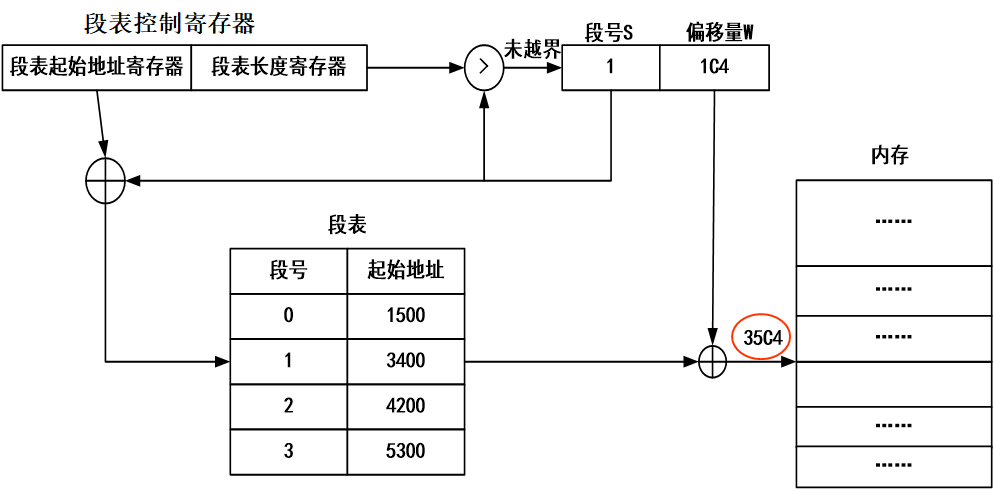 段表控制寄存器
段表起始地址寄存器 段表长度寄存器
>
未越界
段号S 偏移量W
1 1C4
内存
……
……
……
……
……
段表
段号 起始地址
0 1500
1 3400
2 4200
3 5300
35C4